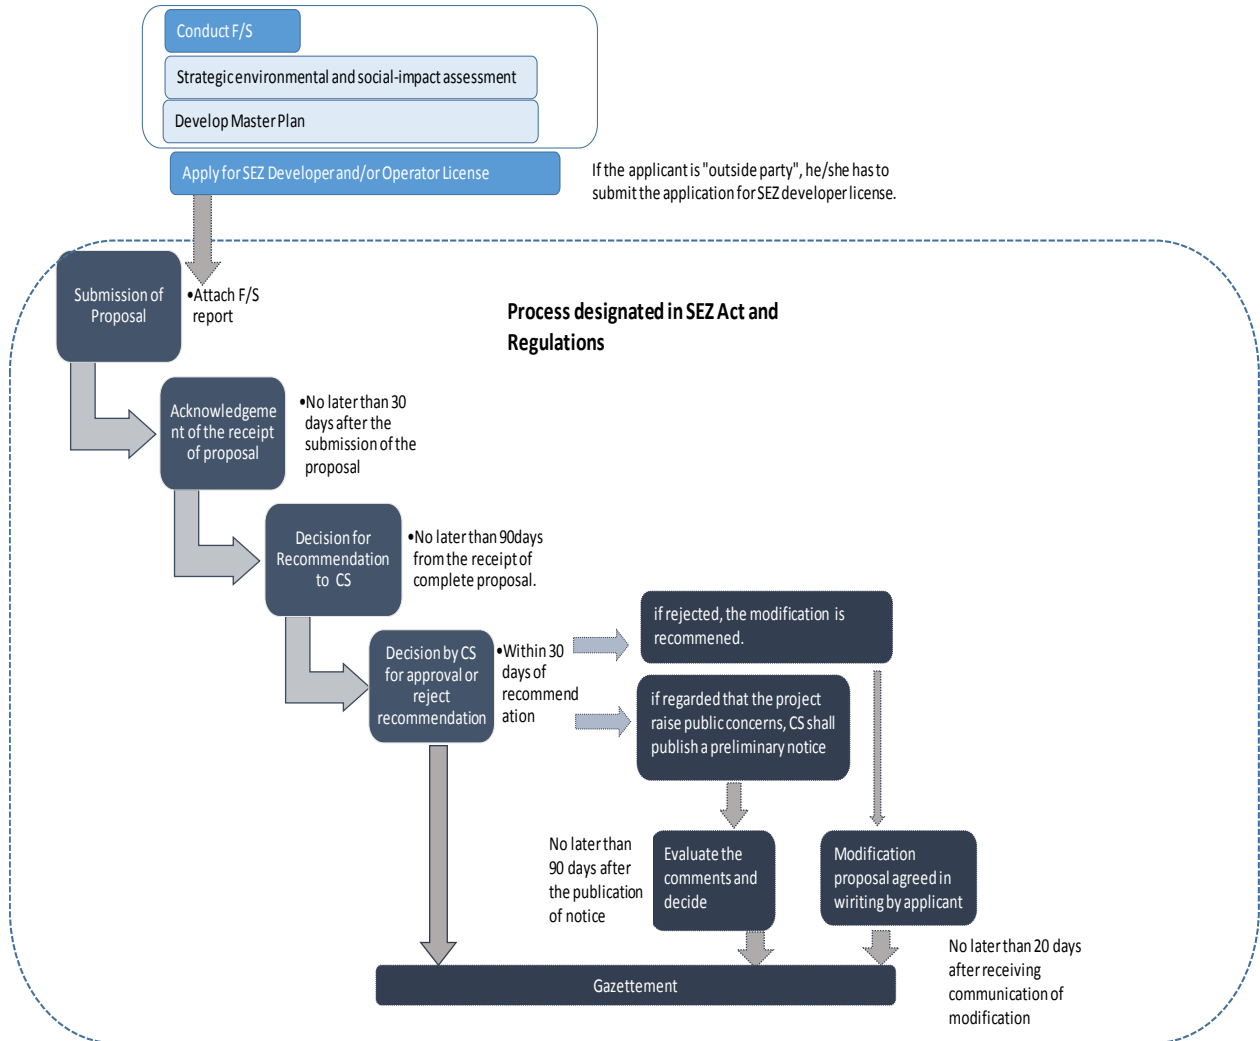 Conduct F/S
Strategic environmental and social-impact assessment
Develop Master Plan
Apply for SEZ Developer and/or Operator License
If the applicant is "outside party", he/she has to
submit the application for SEZ developer license.
Submission of
Proposal
•Attach F/S
report
Process designated in SEZ Act and
Regulations
Acknowledgeme
nt of the receipt
of proposal
•No later than 30
days after the
submission of the
proposal
Decision for
Recommendation
to CS
•No later than 90days
from the receipt of
complete proposal.
Decision by CS
for approval or
reject
recommendation
•Within 30
days of
recommend
ation
if rejected, the modification is
recommened.
if regarded that the project
raise public concerns, CS shall
publish a preliminary notice
No later than
90 days after
the publication
of notice
Evaluate the
comments and
decide
Modification
proposal agreed in
wiriting by applicant
No later than 20 days
after receiving
communication of
modification
Gazettement